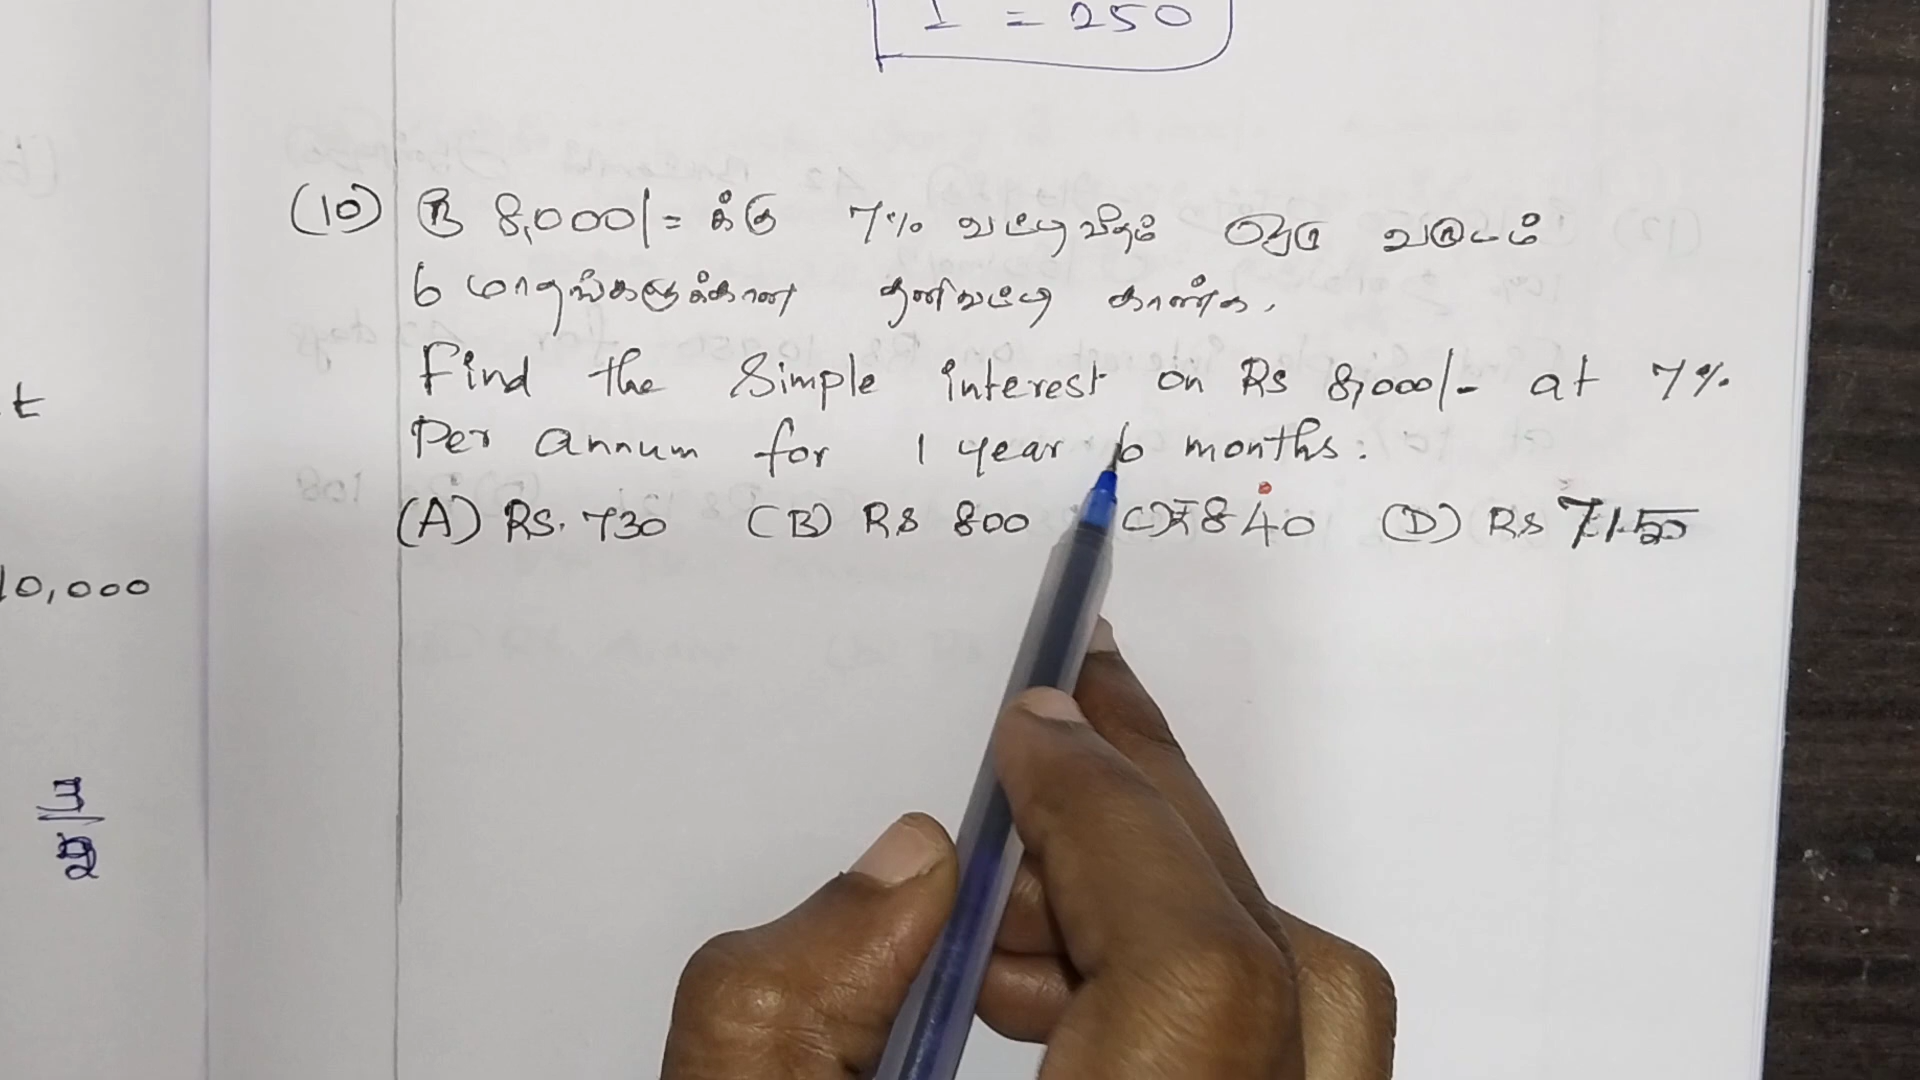 I = 250
(10) ரூ 8,000/= க்கு 7% வட்டிவீதம் ஒரு வருடம்
6 மாதங்களுக்கான தனிவட்டி காண்க.
Find the Simple interest on Rs 8,000/- at 7%
Per annum for 1 year 6 months.
(A) Rs. 730 (B) Rs 800 (C) ₹ 840 (D) Rs 750
t
10,000